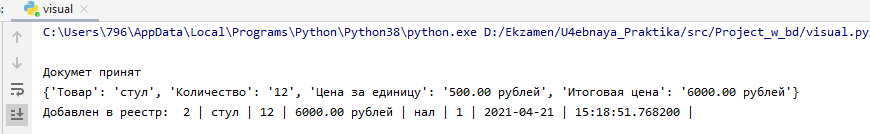 visual
C:\Users\796\AppData\Local\Programs\Python\Python38\python.exe D:/Ekzamen/U4ebnaya_Praktika/src/Project_w_bd/visual.py
Докумет принят
{'Товар': 'стул', 'Количество': '12', 'Цена за единицу': '500.00 рублей', 'Итоговая цена': '6000.00 рублей'}
Добавлен в реестр:  2 | стул | 12 | 6000.00 рублей | нал | 1 | 2021-04-21 | 15:18:51.768200 |